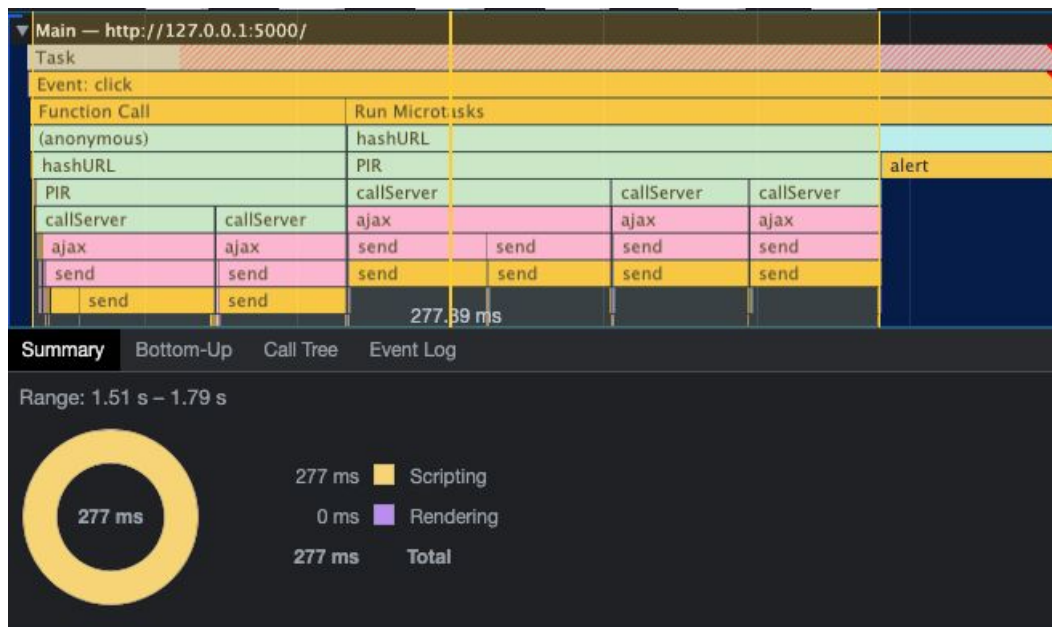 Main — http://127.0.0.1:5000/
Task
Event: click
Function Call Run Microtasks
(anonymous) hashURL
hashURL PIR alert
PIR callServer callServer callServer
callServer callServer ajax ajax ajax
ajax ajax send send send send
send send send send send send
send send
277.39 ms
Summary Bottom-Up Call Tree Event Log
Range: 1.51 s – 1.79 s
277 ms
277 ms Scripting
0 ms Rendering
277 ms Total